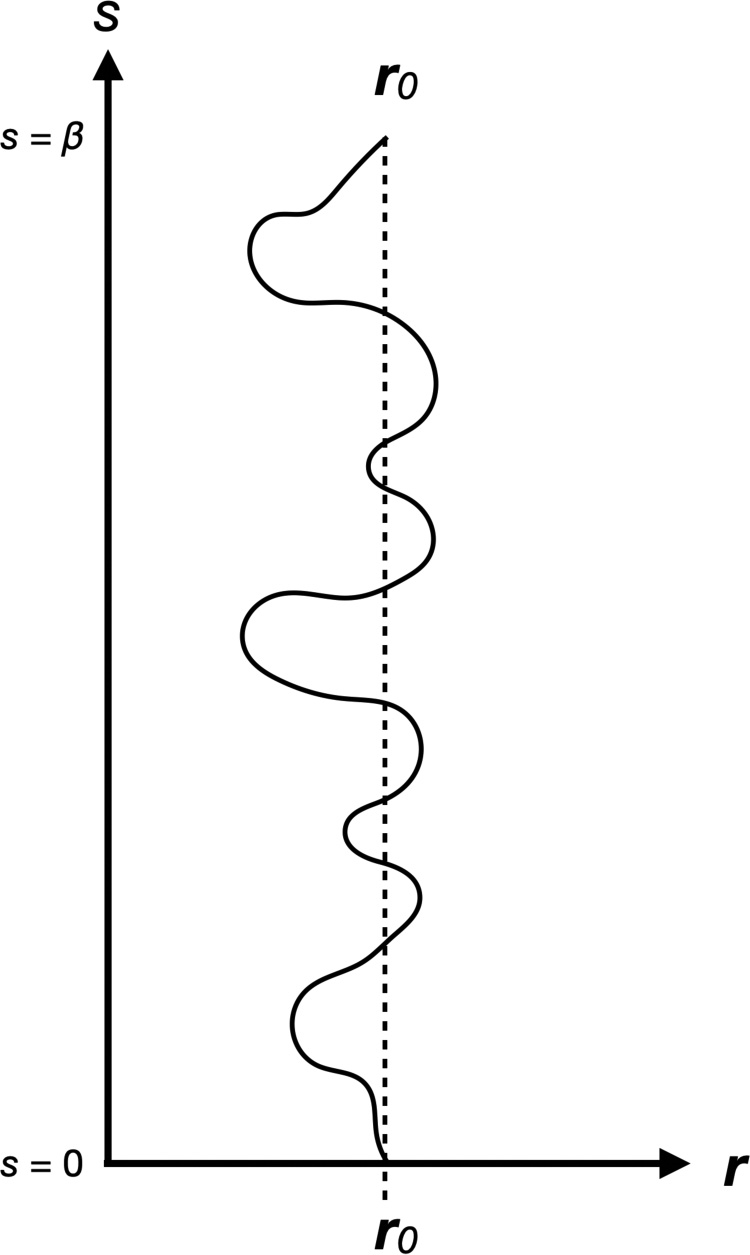 s
r0
s = β
s = 0
r
r0